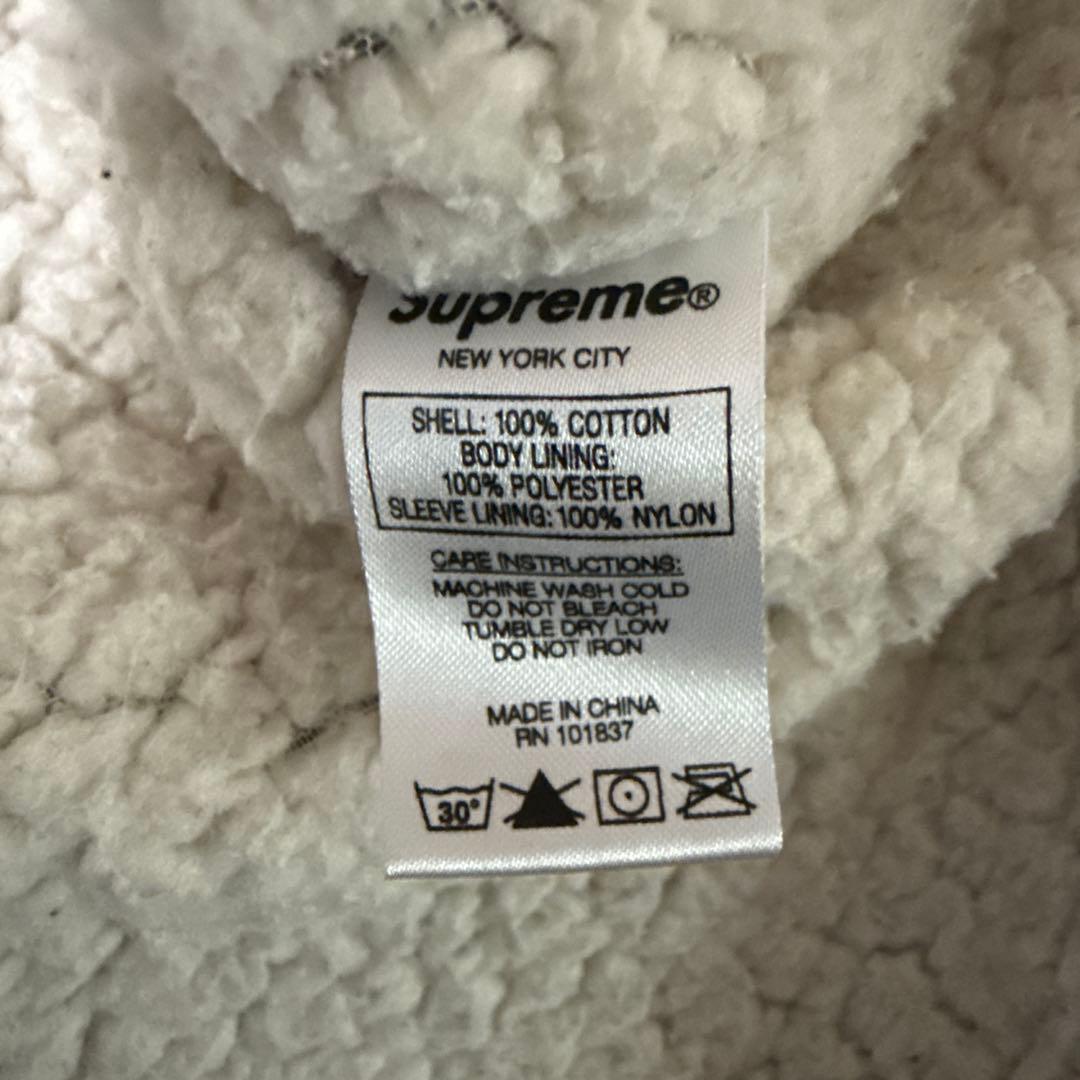 Supreme®
NEW YORK CITY
SHELL: 100% COTTON
BODY LINING:
100% POLYESTER
SLEEVE LINING: 100% NYLON
CARE INSTRUCTIONS:
MACHINE WASH COLD
DO NOT BLEACH
TUMBLE DRY LOW
DO NOT IRON
MADE IN CHINA
RN 101837
30°